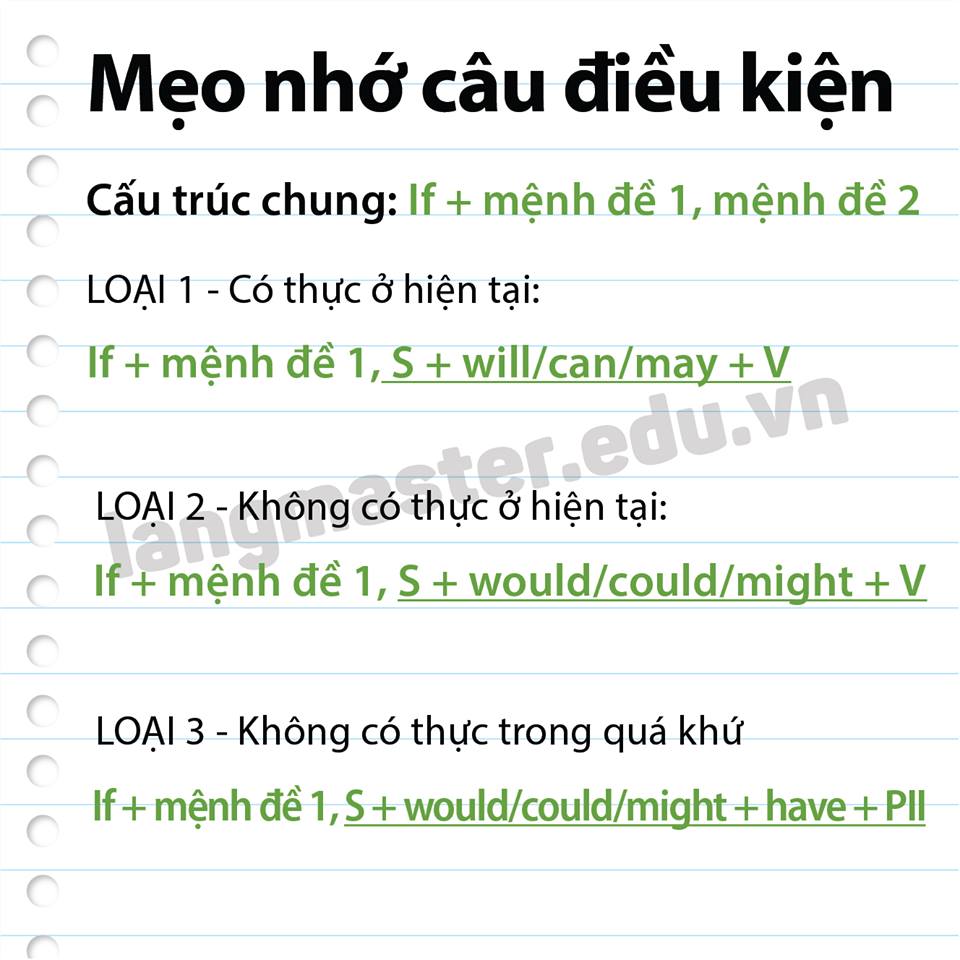 Mẹo nhớ câu điều kiện
Cấu trúc chung: If + mệnh đề 1, mệnh đề 2
LOẠI 1 - Có thực ở hiện tại:
If + mệnh đề 1, S + will/can/may + V
langmaster.edu.vn
LOẠI 2 - Không có thực ở hiện tại:
If + mệnh đề 1, S + would/could/might + V
LOẠI 3 - Không có thực trong quá khứ
If + mệnh đề 1, S + would/could/might + have + PII